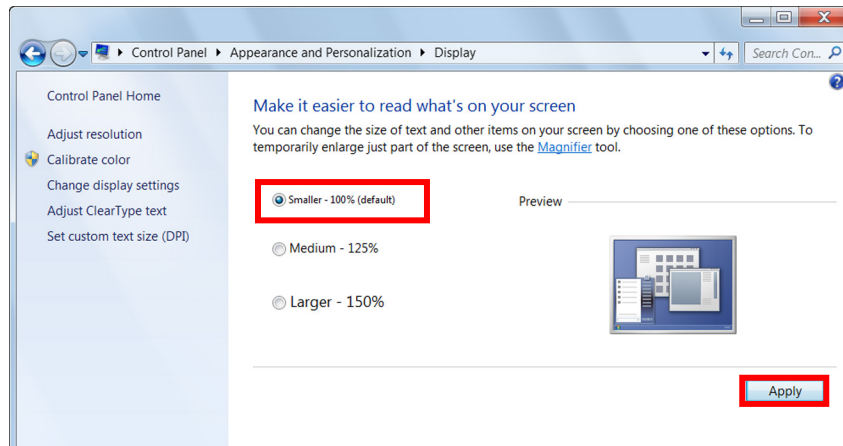 Control Panel ▸ Appearance and Personalization ▸ Display
Search Con...
Control Panel Home
Adjust resolution
Calibrate color
Change display settings
Adjust ClearType text
Set custom text size (DPI)
Make it easier to read what's on your screen
You can change the size of text and other items on your screen by choosing one of these options. To
temporarily enlarge just part of the screen, use the Magnifier tool.
Smaller - 100% (default)
Preview
Medium - 125%
Larger - 150%
Apply